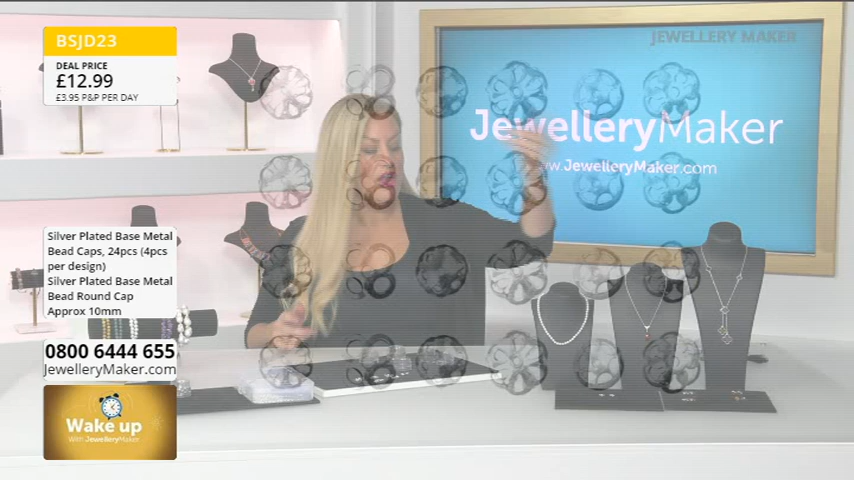 BSJD23
DEAL PRICE
£12.99
£3.95 P&P PER DAY
JEWELLERY MAKER
JewelleryMaker
www.JewelleryMaker.com
Silver Plated Base Metal
Bead Caps, 24pcs (4pcs
per design)
Silver Plated Base Metal
Bead Round Cap
Approx 10mm
0800 6444 655
JewelleryMaker.com
Wake up
With JewelleryMaker